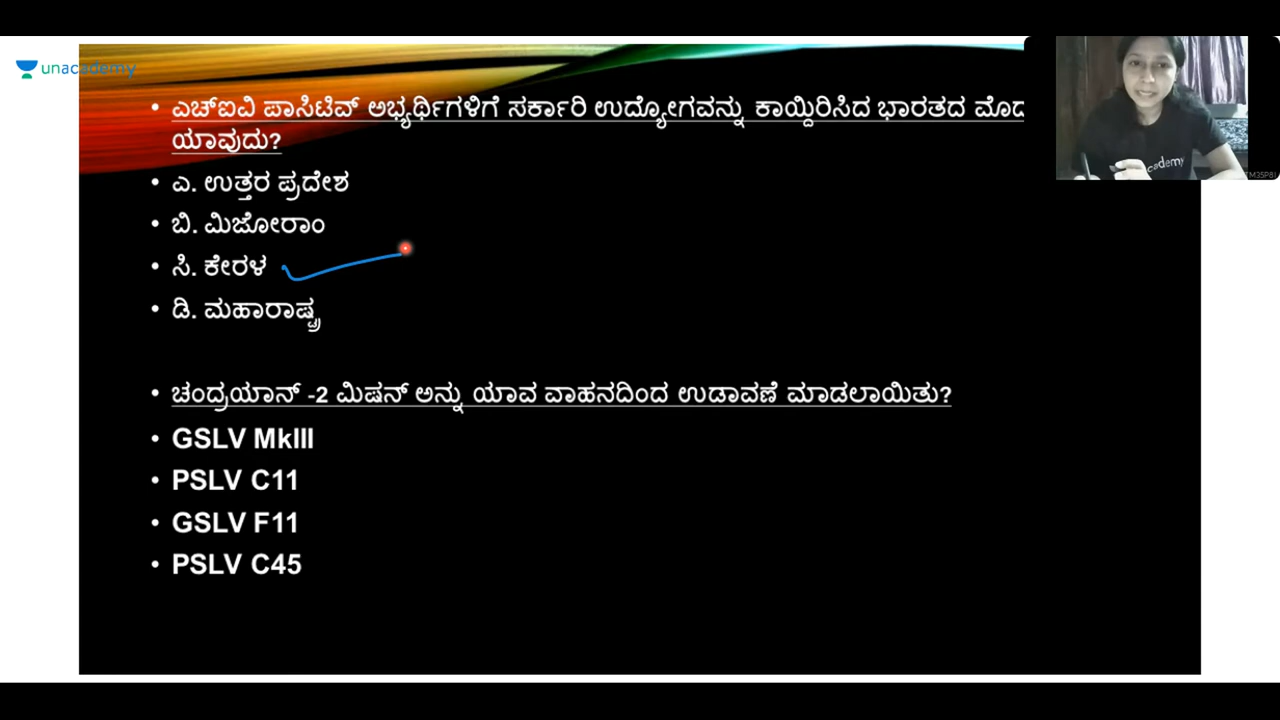 unacademy
• ಎಚ್ಐವಿ ಪಾಸಿಟಿವ್ ಅಭ್ಯರ್ಥಿಗಳಿಗೆ ಸರ್ಕಾರಿ ಉದ್ಯೋಗವನ್ನು ಕಾಯ್ದಿರಿಸಿದ ಭಾರತದ
ಯಾವುದು?
• ಎ. ಉತ್ತರ ಪ್ರದೇಶ
• ಬಿ. ಮಿಜೋರಾಂ
• ಸಿ. ಕೇರಳ
• ಡಿ. ಮಹಾರಾಷ್ಟ್ರ
• ಚಂದ್ರಯಾನ್ -2 ಮಿಷನ್ ಅನ್ನು ಯಾವ ವಾಹನದಿಂದ ಉಡಾವಣೆ ಮಾಡಲಾಯಿತು?
• GSLV MkIII
• PSLV C11
• GSLV F11
• PSLV C45